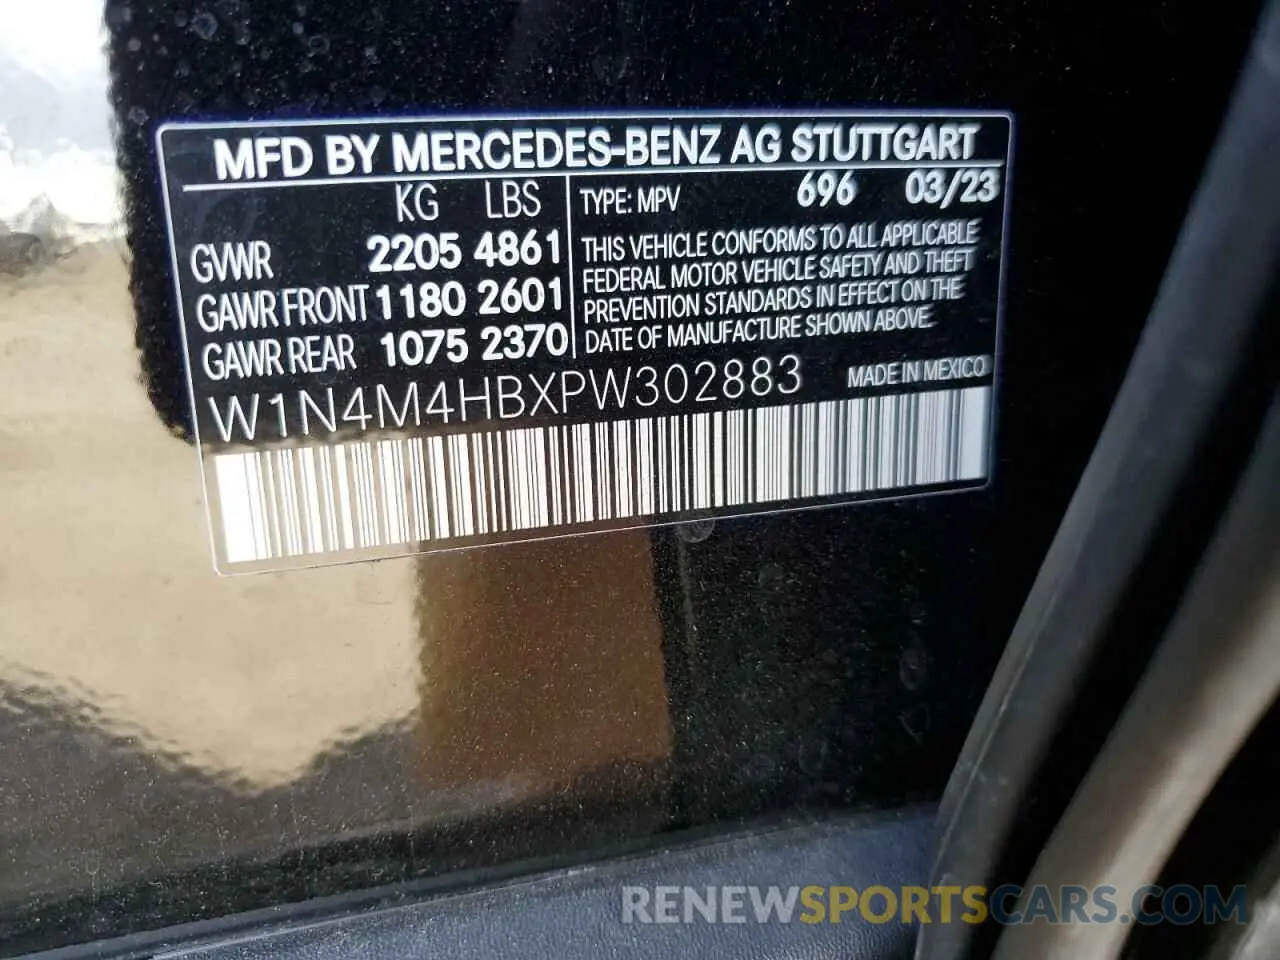 MFD BY MERCEDES-BENZ AG STUTTGART
KG LBS
GVWR 2205 4861
GAWR FRONT 1180 2601
GAWR REAR 1075 2370
TYPE: MPV 696 03/23
THIS VEHICLE CONFORMS TO ALL APPLICABLE
FEDERAL MOTOR VEHICLE SAFETY AND THEFT
PREVENTION STANDARDS IN EFFECT ON THE
DATE OF MANUFACTURE SHOWN ABOVE.
W1N4M4HBXPW302883 MADE IN MEXICO
RENEWSPORTSCARS.COM